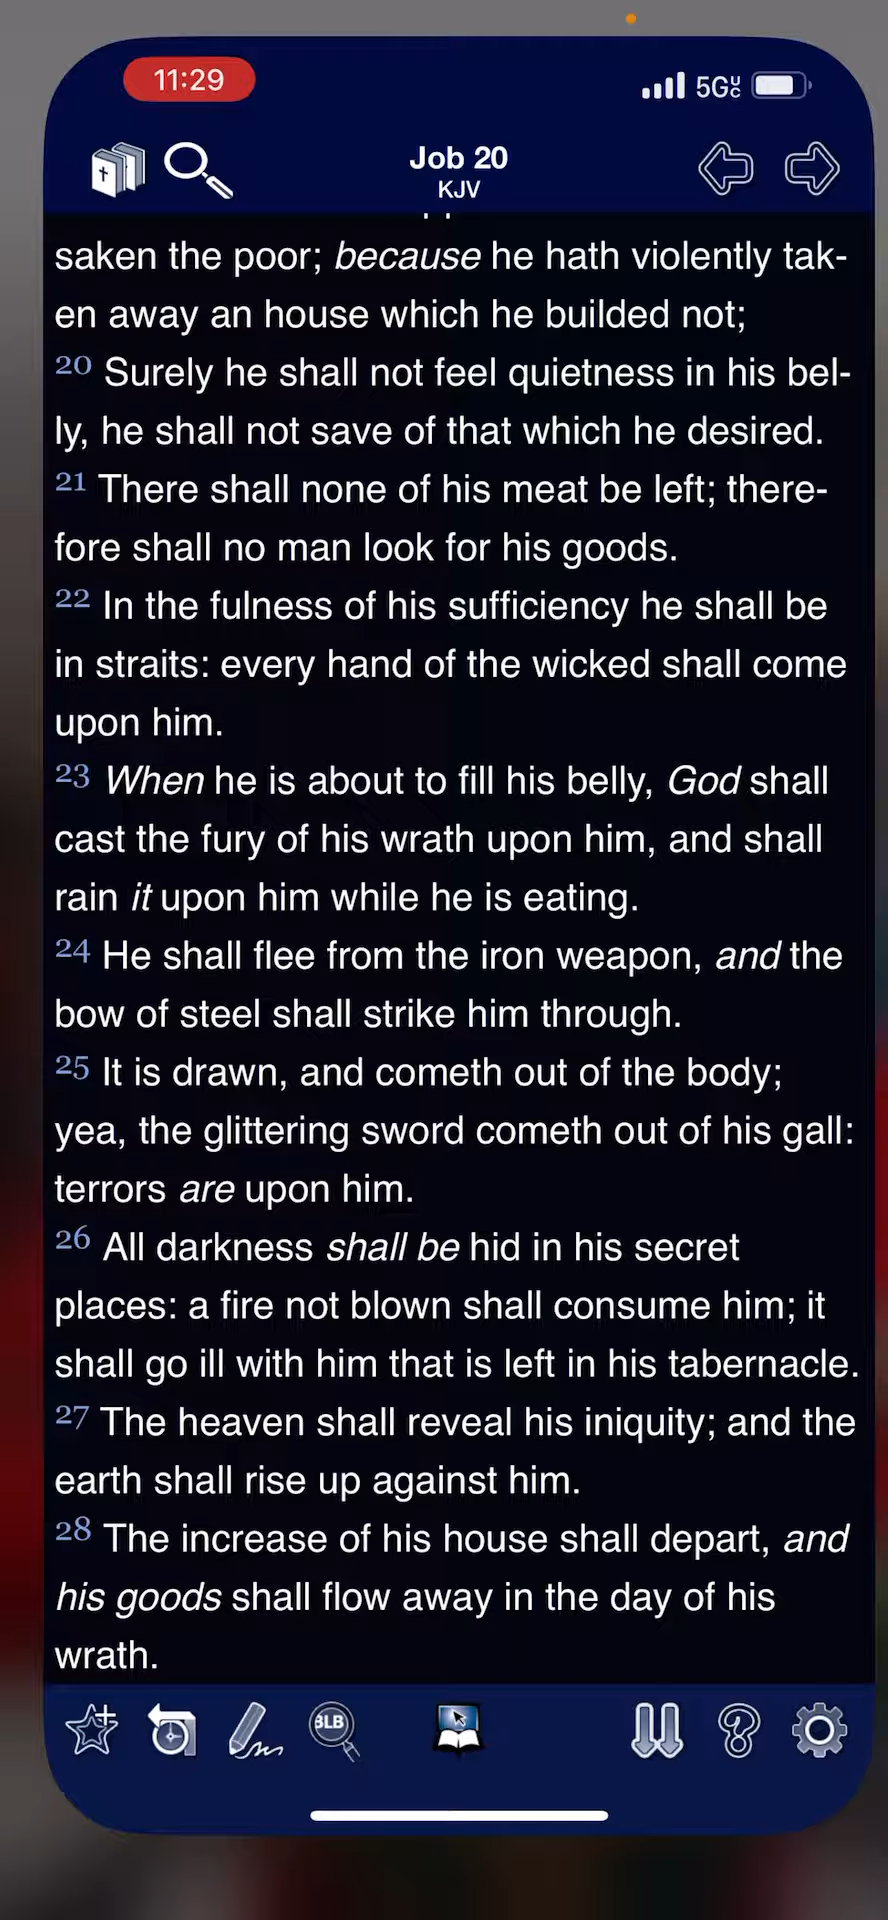 11:29
5G
Job 20
KJV
saken the poor; because he hath violently tak-
en away an house which he builded not;
20 Surely he shall not feel quietness in his bel-
ly, he shall not save of that which he desired.
21 There shall none of his meat be left; there-
fore shall no man look for his goods.
22 In the fulness of his sufficiency he shall be
in straits: every hand of the wicked shall come
upon him.
23 When he is about to fill his belly, God shall
cast the fury of his wrath upon him, and shall
rain it upon him while he is eating.
24 He shall flee from the iron weapon, and the
bow of steel shall strike him through.
25 It is drawn, and cometh out of the body;
yea, the glittering sword cometh out of his gall:
terrors are upon him.
26 All darkness shall be hid in his secret
places: a fire not blown shall consume him; it
shall go ill with him that is left in his tabernacle.
27 The heaven shall reveal his iniquity; and the
earth shall rise up against him.
28 The increase of his house shall depart, and
his goods shall flow away in the day of his
wrath.
BLB